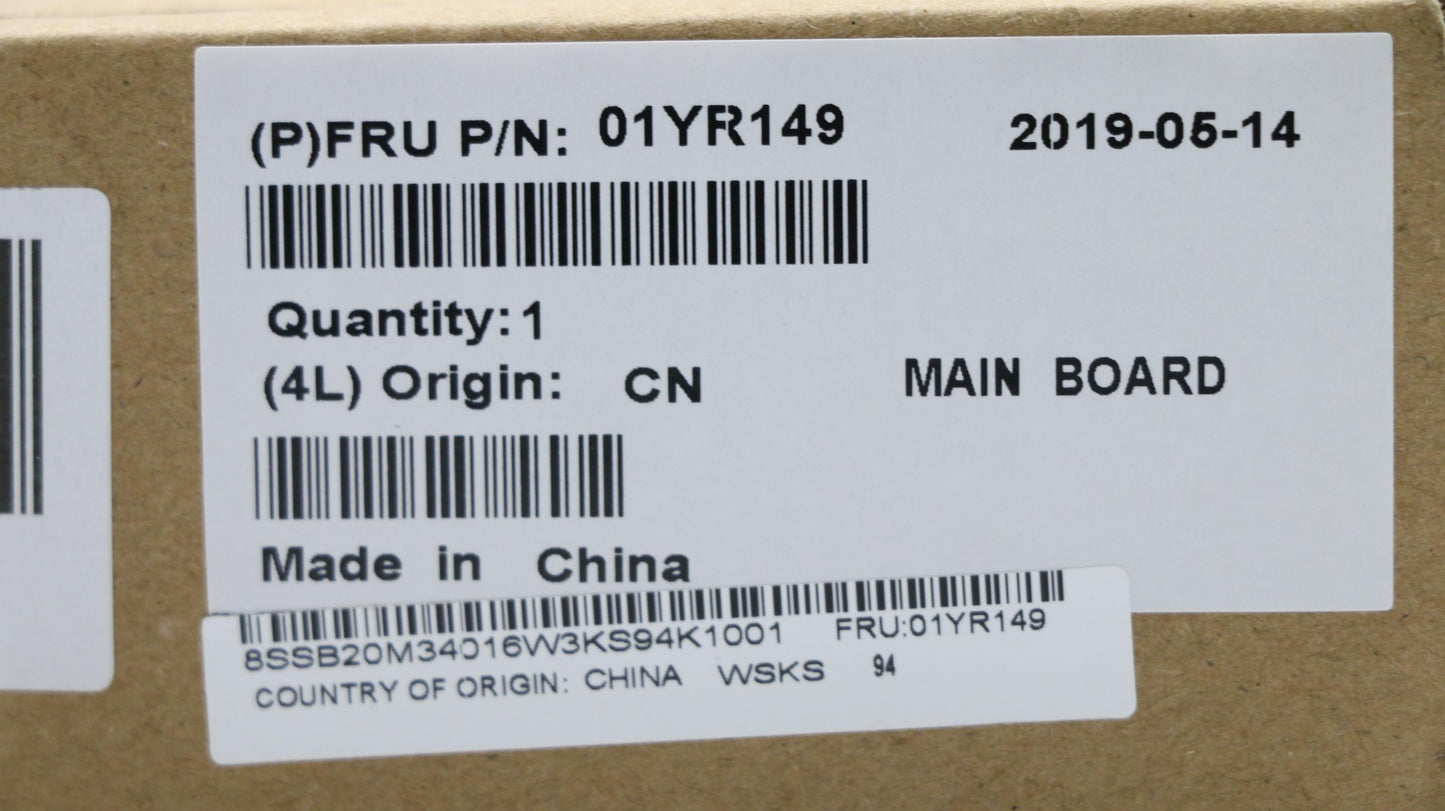 (P)FRU P/N: 01YR149 2019-05-14
Quantity: 1
(4L) Origin: CN MAIN BOARD
Made in China
8SSB20M34016W3KS94K1001 FRU:01YR149
COUNTRY OF ORIGIN: CHINA WSKS 94